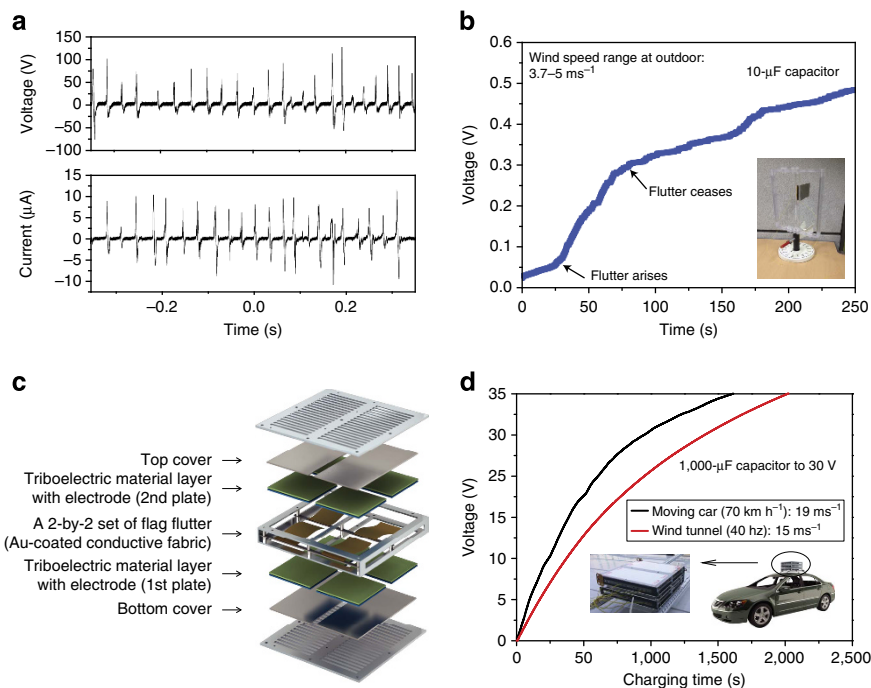 a
150
100
50
0
−50
−100
Voltage (V)
15
10
5
0
−5
−10
Current (µA)
−0.2
0.0
0.2
Time (s)
b
0.6
0.5
0.4
0.3
0.2
0.1
0.0
Voltage (V)
Wind speed range at outdoor:
3.7–5 ms⁻¹
10-µF capacitor
Flutter ceases
Flutter arises
0
50
100
150
200
250
Time (s)
c
Top cover
Triboelectric material layer
with electrode (2nd plate)
A 2-by-2 set of flag flutter
(Au-coated conductive fabric)
Triboelectric material layer
with electrode (1st plate)
Bottom cover
d
35
30
25
20
15
10
5
0
Voltage (V)
1,000-µF capacitor to 30 V
Moving car (70 km h⁻¹): 19 ms⁻¹
Wind tunnel (40 hz): 15 ms⁻¹
0
50
1,000
1,500
2,000
2,500
Charging time (s)